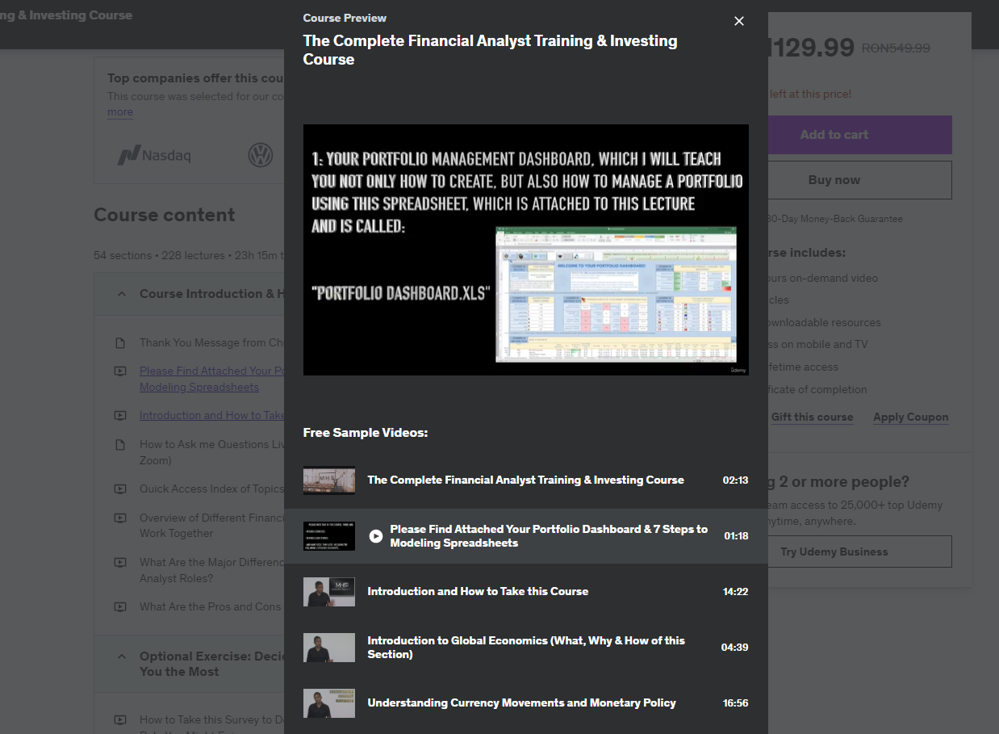 ng & Investing Course
Course Preview
The Complete Financial Analyst Training & Investing
Course
129.99 RON549.99
Top companies offer this cou
This course was selected for our co
more
Nasdaq
left at this price!
Add to cart
Buy now
30-Day Money-Back Guarantee
1: YOUR PORTFOLIO MANAGEMENT DASHBOARD, WHICH I WILL TEACH
YOU NOT ONLY HOW TO CREATE, BUT ALSO HOW TO MANAGE A PORTFOLIO
USING THIS SPREADSHEET, WHICH IS ATTACHED TO THIS LECTURE
AND IS CALLED:
"PORTFOLIO DASHBOARD.XLS"
WELCOME TO YOUR PORTFOLIO DASHBOARD!
udemy
Course content
54 sections • 228 lectures • 23h 15m t
Course Introduction & H
Thank You Message from Chr
Please Find Attached Your Po
Modeling Spreadsheets
Introduction and How to Take
How to Ask me Questions Liv
Zoom)
Quick Access Index of Topics
Overview of Different Financi
Work Together
What Are the Major Differenc
Analyst Roles?
What Are the Pros and Cons
Optional Exercise: Decid
You the Most
How to Take this Survey to D
rse includes:
ours on-demand video
cles
ownloadable resources
ss on mobile and TV
ifetime access
ficate of completion
Gift this course Apply Coupon
g 2 or more people?
eam access to 25,000+ top Udemy
nytime, anywhere.
Try Udemy Business
Free Sample Videos:
MHS
The Complete Financial Analyst Training & Investing Course 02:13
Please Find Attached Your Portfolio Dashboard & 7 Steps to
Modeling Spreadsheets 01:18
MHS
Introduction and How to Take this Course 14:22
Introduction to Global Economics (What, Why & How of this
Section) 04:39
Understanding Currency Movements and Monetary Policy 16:56